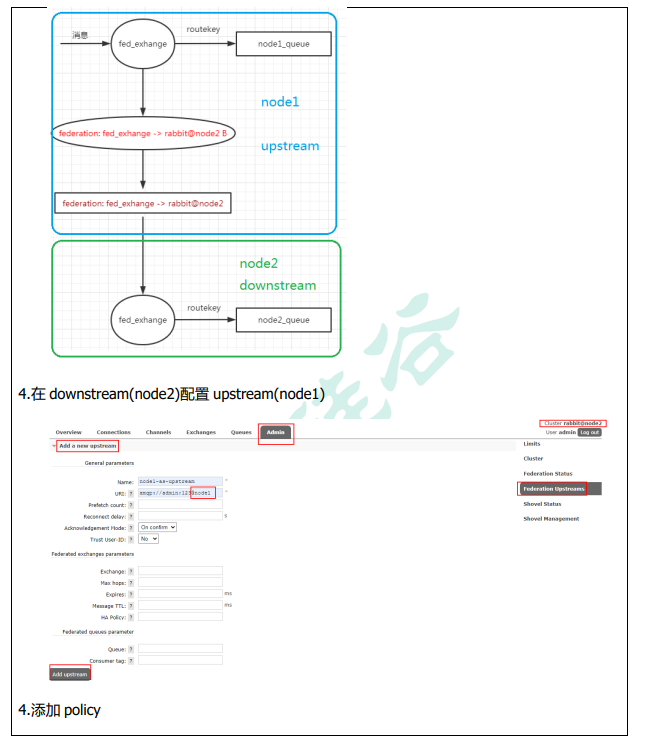 消息
fed_exhange
routekey
node1_queue
node1
federation: fed_exhange -> rabbit@node2 B
upstream
federation: fed_exhange -> rabbit@node2
node2
downstream
fed_exhange
routekey
node2_queue
4.在 downstream(node2)配置 upstream(node1)
Cluster rabbit@node2
User admin Log out
Overview Connections Channels Exchanges Queues Admin
Add a new upstream
General parameters
Name: node1-as-upstream *
URI: ? amqp://admin:123@node1 *
Prefetch count: ?
Reconnect delay: ? s
Acknowledgement Mode: ? On confirm
Trust User-ID: ? No
Federated exchanges parameters
Exchange: ?
Max hops: ?
Expires: ? ms
Message TTL: ? ms
HA Policy: ?
Federated queues parameter
Queue: ?
Consumer tag: ?
Add upstream
Limits
Cluster
Federation Status
Federation Upstreams
Shovel Status
Shovel Management
4.添加 policy